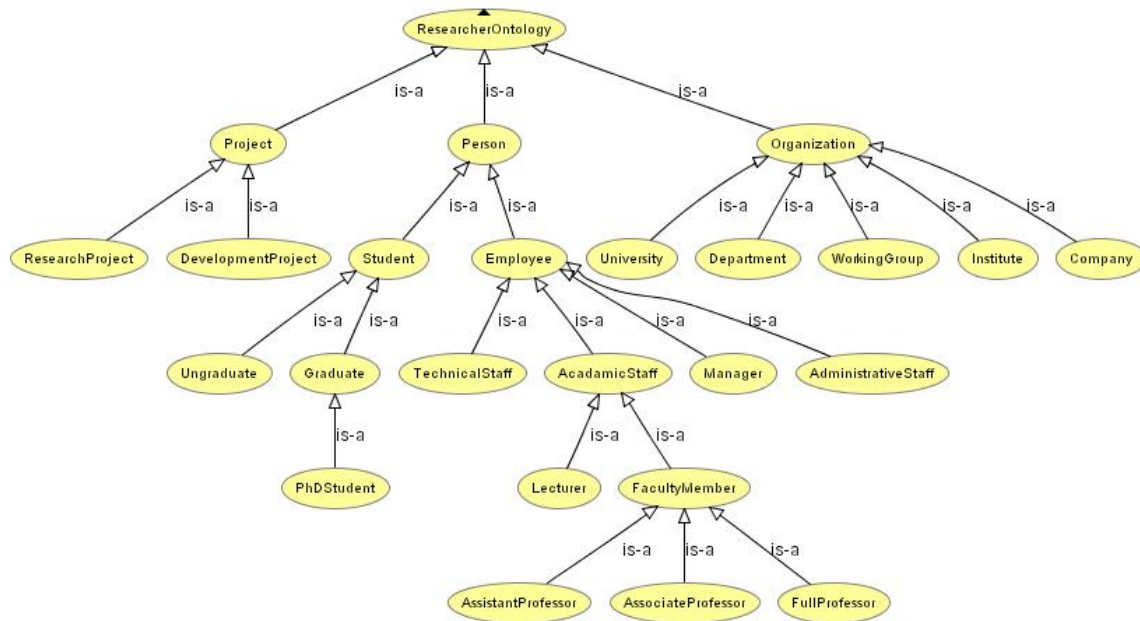 ResearcherOntology
is-a is-a is-a
Project Person Organization
is-a is-a is-a is-a is-a is-a is-a is-a is-a
ResearchProject DevelopmentProject Student Employee University Department WorkingGroup Institute Company
is-a is-a is-a is-a is-a is-a
Ungraduate Graduate TechnicalStaff AcadamicStaff Manager AdministrativeStaff
is-a is-a is-a
PhDStudent Lecturer FacultyMember
is-a is-a is-a
AssistantProfessor AssociateProfessor FullProfessor